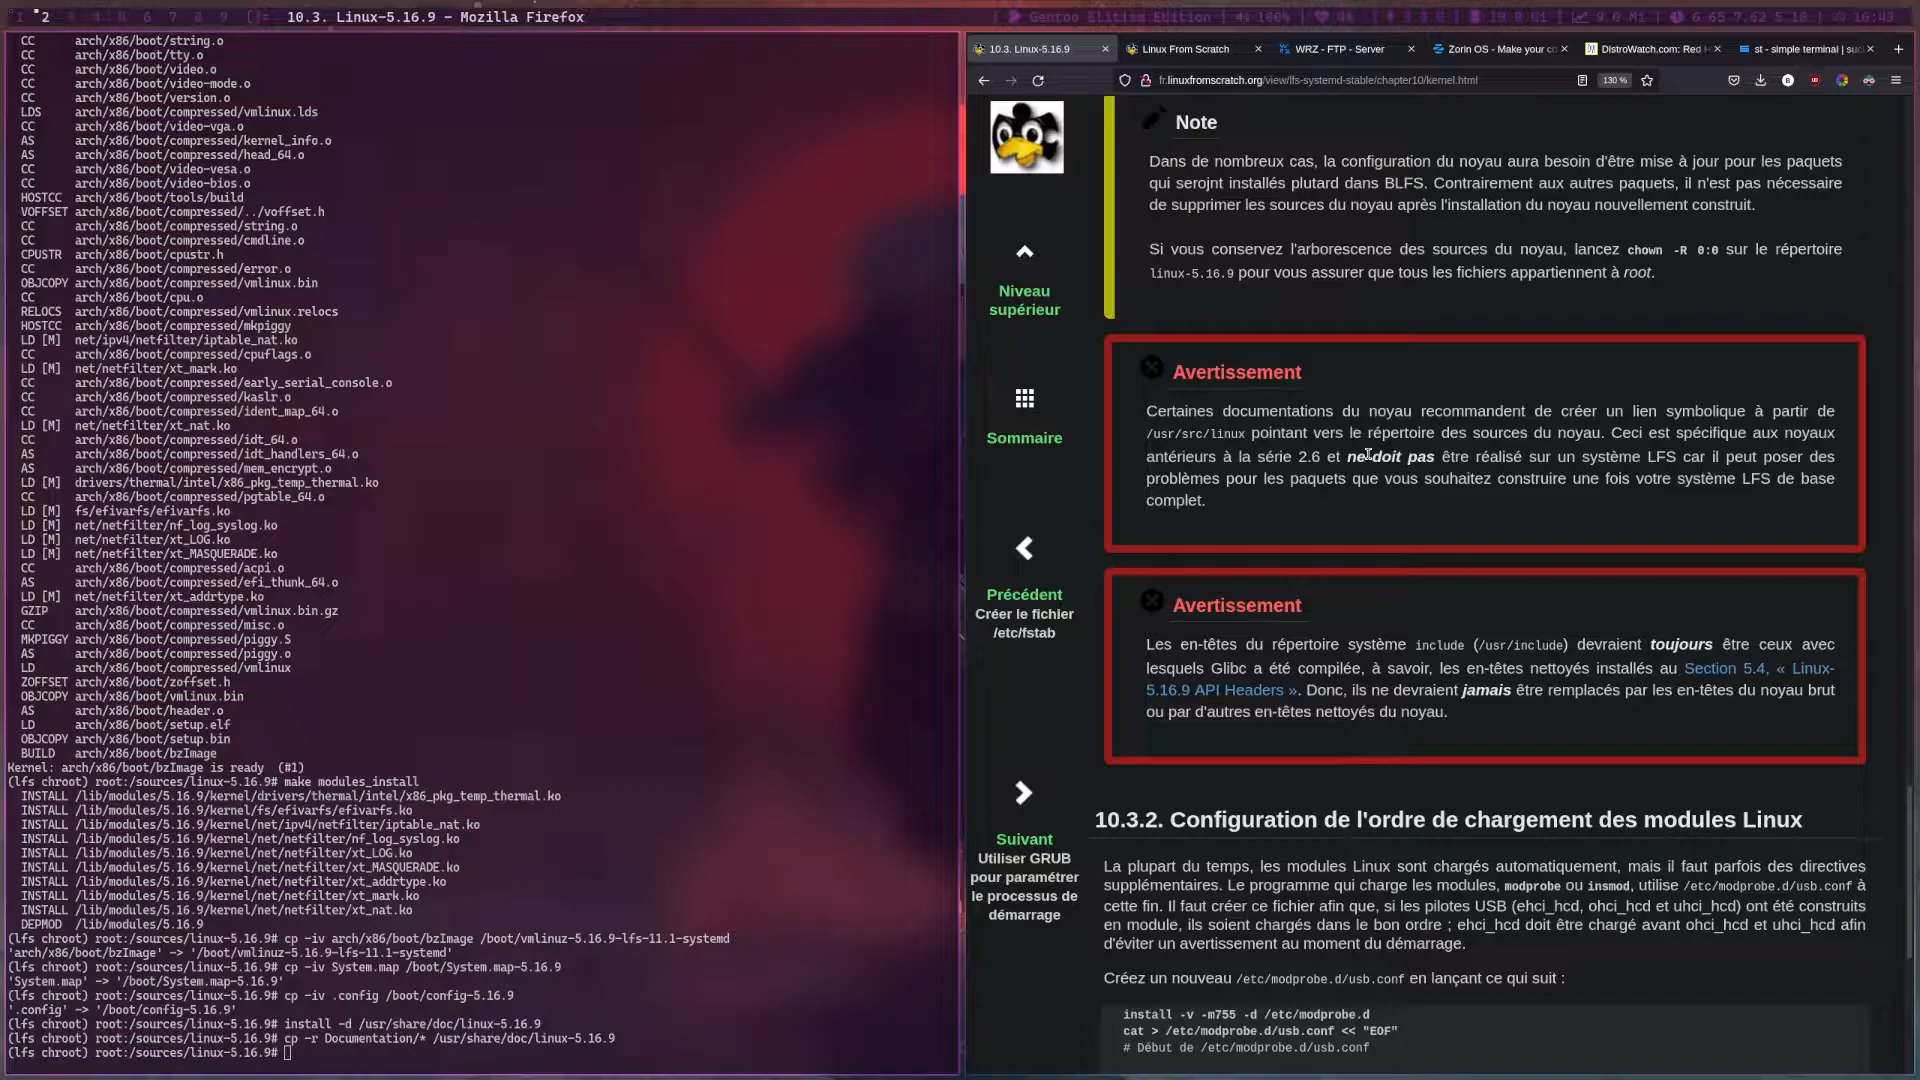 2
10.3. Linux-5.16.9 — Mozilla Firefox
Gentoo Elitism Edition
CC arch/x86/boot/string.o
CC arch/x86/boot/tty.o
CC arch/x86/boot/video.o
CC arch/x86/boot/video-mode.o
CC arch/x86/boot/version.o
LDS arch/x86/boot/compressed/vmlinux.lds
CC arch/x86/boot/video-vga.o
AS arch/x86/boot/compressed/kernel_info.o
AS arch/x86/boot/compressed/head_64.o
CC arch/x86/boot/video-vesa.o
CC arch/x86/boot/video-bios.o
HOSTCC arch/x86/boot/tools/build
VOFFSET arch/x86/boot/compressed/../voffset.h
CC arch/x86/boot/compressed/string.o
CC arch/x86/boot/compressed/cmdline.o
CPUSTR arch/x86/boot/cpustr.h
CC arch/x86/boot/compressed/error.o
OBJCOPY arch/x86/boot/compressed/vmlinux.bin
CC arch/x86/boot/cpu.o
RELOCS arch/x86/boot/compressed/vmlinux.relocs
HOSTCC arch/x86/boot/compressed/mkpiggy
LD [M] net/ipv4/netfilter/iptable_nat.ko
CC arch/x86/boot/compressed/cpuflags.o
LD [M] net/netfilter/xt_mark.ko
CC arch/x86/boot/compressed/early_serial_console.o
CC arch/x86/boot/compressed/kaslr.o
CC arch/x86/boot/compressed/ident_map_64.o
LD [M] net/netfilter/xt_nat.ko
CC arch/x86/boot/compressed/idt_64.o
AS arch/x86/boot/compressed/idt_handlers_64.o
AS arch/x86/boot/compressed/mem_encrypt.o
LD [M] drivers/thermal/intel/x86_pkg_temp_thermal.ko
CC arch/x86/boot/compressed/pgtable_64.o
LD [M] fs/efivarfs/efivarfs.ko
LD [M] net/netfilter/nf_log_syslog.ko
LD [M] net/netfilter/xt_LOG.ko
LD [M] net/netfilter/xt_MASQUERADE.ko
CC arch/x86/boot/compressed/acpi.o
AS arch/x86/boot/compressed/efi_thunk_64.o
LD [M] net/netfilter/xt_addrtype.ko
GZIP arch/x86/boot/compressed/vmlinux.bin.gz
CC arch/x86/boot/compressed/misc.o
MKPIGGY arch/x86/boot/compressed/piggy.S
AS arch/x86/boot/compressed/piggy.o
LD arch/x86/boot/compressed/vmlinux
ZOFFSET arch/x86/boot/zoffset.h
OBJCOPY arch/x86/boot/vmlinux.bin
AS arch/x86/boot/header.o
LD arch/x86/boot/setup.elf
OBJCOPY arch/x86/boot/setup.bin
BUILD arch/x86/boot/bzImage
Kernel: arch/x86/boot/bzImage is ready (#1)
(lfs chroot) root:/sources/linux-5.16.9# make modules_install
INSTALL /lib/modules/5.16.9/kernel/drivers/thermal/intel/x86_pkg_temp_thermal.ko
INSTALL /lib/modules/5.16.9/kernel/fs/efivarfs/efivarfs.ko
INSTALL /lib/modules/5.16.9/kernel/net/ipv4/netfilter/iptable_nat.ko
INSTALL /lib/modules/5.16.9/kernel/net/netfilter/nf_log_syslog.ko
INSTALL /lib/modules/5.16.9/kernel/net/netfilter/xt_LOG.ko
INSTALL /lib/modules/5.16.9/kernel/net/netfilter/xt_MASQUERADE.ko
INSTALL /lib/modules/5.16.9/kernel/net/netfilter/xt_addrtype.ko
INSTALL /lib/modules/5.16.9/kernel/net/netfilter/xt_mark.ko
INSTALL /lib/modules/5.16.9/kernel/net/netfilter/xt_nat.ko
DEPMOD /lib/modules/5.16.9
(lfs chroot) root:/sources/linux-5.16.9# cp -iv arch/x86/boot/bzImage /boot/vmlinuz-5.16.9-lfs-11.1-systemd
'arch/x86/boot/bzImage' -> '/boot/vmlinuz-5.16.9-lfs-11.1-systemd'
(lfs chroot) root:/sources/linux-5.16.9# cp -iv System.map /boot/System.map-5.16.9
'System.map' -> '/boot/System.map-5.16.9'
(lfs chroot) root:/sources/linux-5.16.9# cp -iv .config /boot/config-5.16.9
'.config' -> '/boot/config-5.16.9'
(lfs chroot) root:/sources/linux-5.16.9# install -d /usr/share/doc/linux-5.16.9
(lfs chroot) root:/sources/linux-5.16.9# cp -r Documentation/* /usr/share/doc/linux-5.16.9
(lfs chroot) root:/sources/linux-5.16.9#
10.3. Linux-5.16.9
Linux From Scratch
WRZ - FTP - Server
Zorin OS - Make your co
DistroWatch.com: Red H
st - simple terminal | suc
fr.linuxfromscratch.org/view/lfs-systemd-stable/chapter10/kernel.html
130 %
Note
Dans de nombreux cas, la configuration du noyau aura besoin d'être mise à jour pour les paquets
qui serojnt installés plutard dans BLFS. Contrairement aux autres paquets, il n'est pas nécessaire
de supprimer les sources du noyau après l'installation du noyau nouvellement construit.
Si vous conservez l'arborescence des sources du noyau, lancez chown -R 0:0 sur le répertoire
linux-5.16.9 pour vous assurer que tous les fichiers appartiennent à root.
Niveau
supérieur
Avertissement
Certaines documentations du noyau recommandent de créer un lien symbolique à partir de
/usr/src/linux pointant vers le répertoire des sources du noyau. Ceci est spécifique aux noyaux
antérieurs à la série 2.6 et ne doit pas être réalisé sur un système LFS car il peut poser des
problèmes pour les paquets que vous souhaitez construire une fois votre système LFS de base
complet.
Sommaire
Précédent
Créer le fichier
/etc/fstab
Avertissement
Les en-têtes du répertoire système include (/usr/include) devraient toujours être ceux avec
lesquels Glibc a été compilée, à savoir, les en-têtes nettoyés installés au Section 5.4, « Linux-
5.16.9 API Headers ». Donc, ils ne devraient jamais être remplacés par les en-têtes du noyau brut
ou par d'autres en-têtes nettoyés du noyau.
Suivant
Utiliser GRUB
pour paramétrer
le processus de
démarrage
10.3.2. Configuration de l'ordre de chargement des modules Linux
La plupart du temps, les modules Linux sont chargés automatiquement, mais il faut parfois des directives
supplémentaires. Le programme qui charge les modules, modprobe ou insmod, utilise /etc/modprobe.d/usb.conf à
cette fin. Il faut créer ce fichier afin que, si les pilotes USB (ehci_hcd, ohci_hcd et uhci_hcd) ont été construits
en module, ils soient chargés dans le bon ordre ; ehci_hcd doit être chargé avant ohci_hcd et uhci_hcd afin
d'éviter un avertissement au moment du démarrage.
Créez un nouveau /etc/modprobe.d/usb.conf en lançant ce qui suit :
install -v -m755 -d /etc/modprobe.d
cat > /etc/modprobe.d/usb.conf << "EOF"
# Début de /etc/modprobe.d/usb.conf